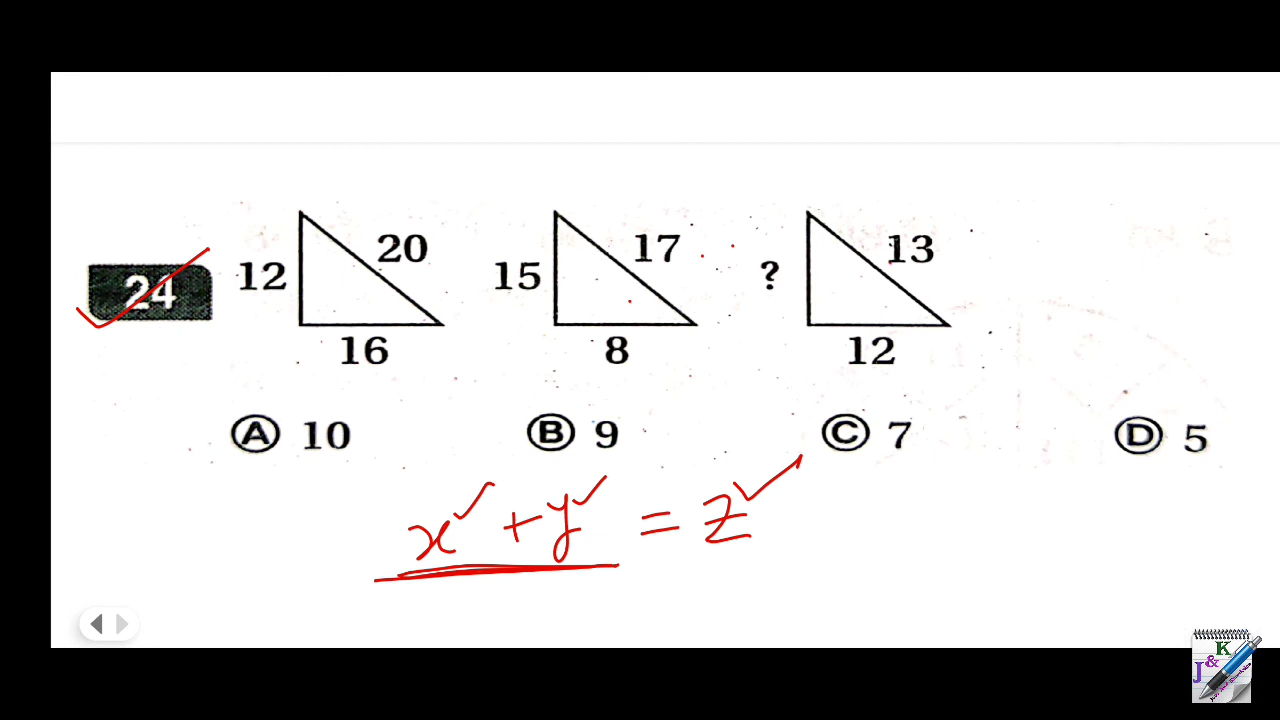 24
12 20 16
15 17 8
? 13 12
A 10 B 9 C 7 D 5
x² + y² = z²
J&K